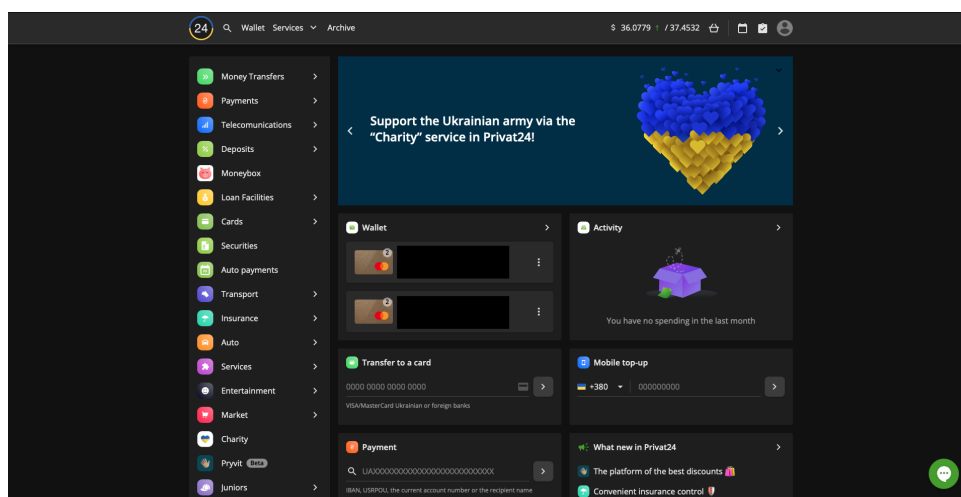 24 Wallet Services Archive $ 36.0779 ↑ / 37.4532
Money Transfers
Payments
Telecommunications
Deposits
Moneybox
Loan Facilities
Cards
Securities
Auto payments
Transport
Insurance
Auto
Services
Entertainment
Market
Charity
Pryvit Beta
Juniors
Support the Ukrainian army via the
“Charity” service in Privat24!
Wallet
2
2
Activity
You have no spending in the last month
Transfer to a card
0000 0000 0000 0000
VISA/MasterCard Ukrainian or foreign banks
Mobile top-up
+380 000000000
Payment
UAXXXXXXXXXXXXXXXXXXXXXXXXXXX
IBAN, USRPOU, the current account number or the recipient name
What new in Privat24
The platform of the best discounts
Convenient insurance control